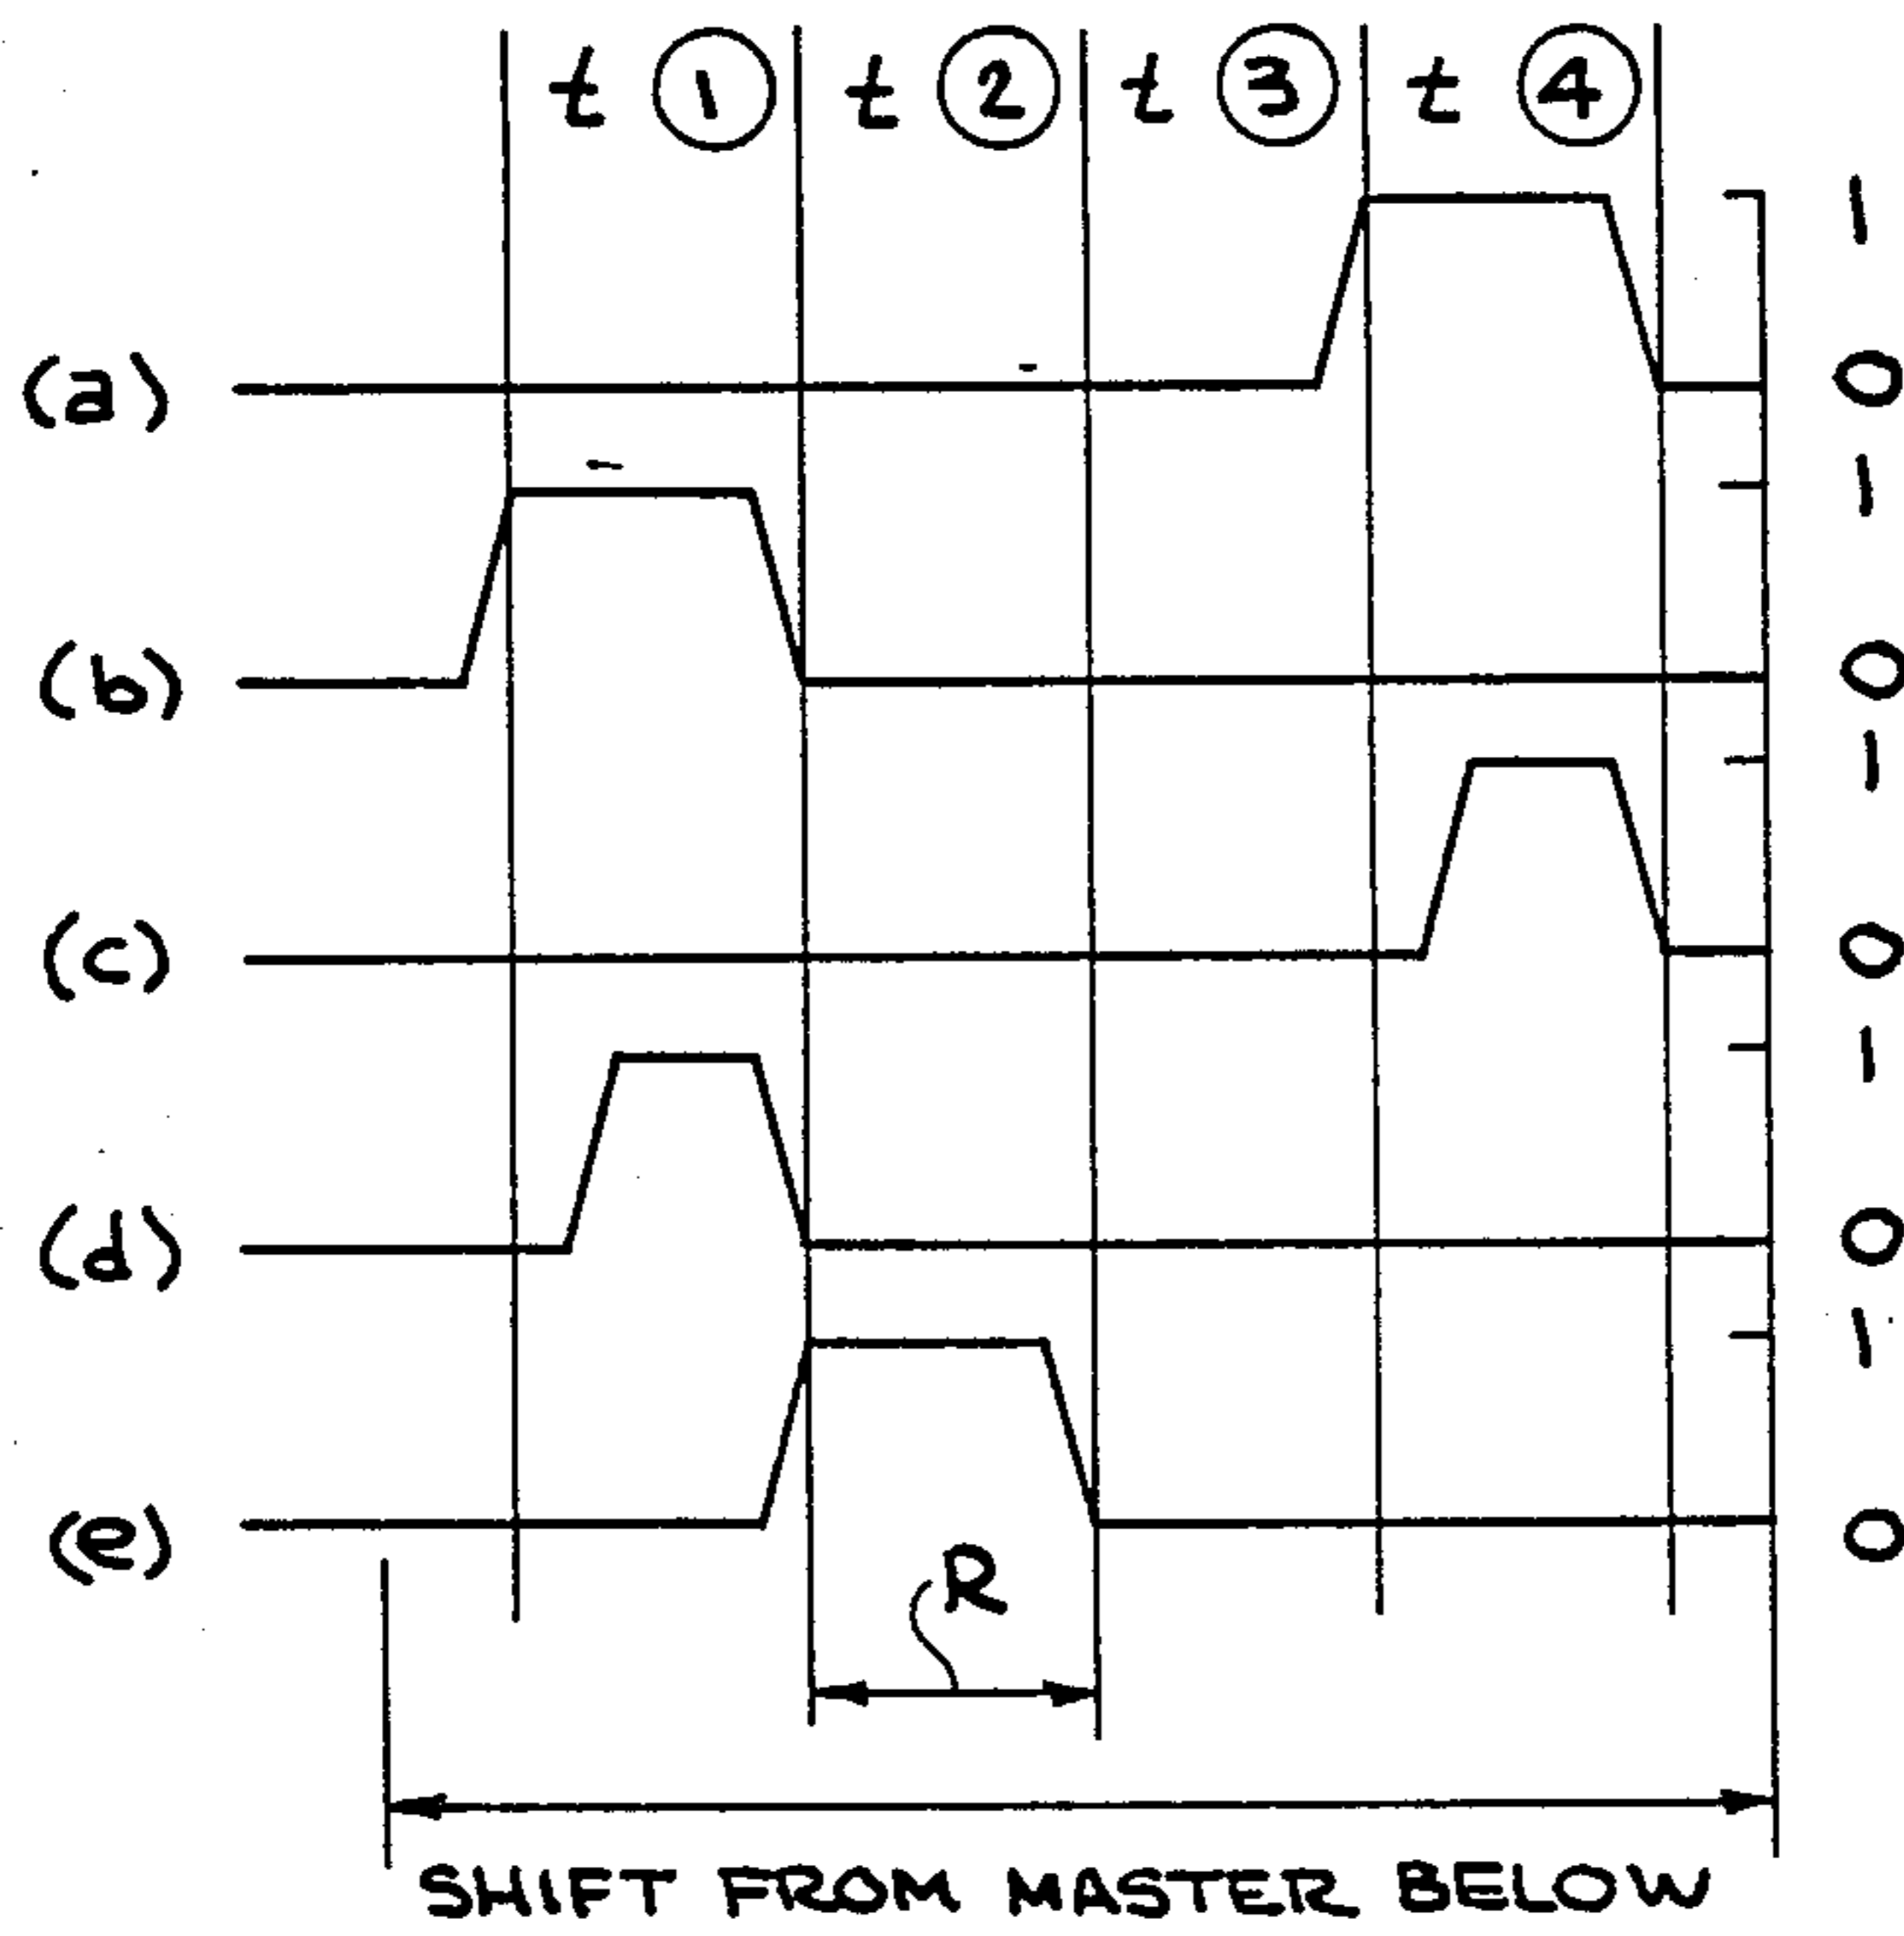 t ① t ② t ③ t ④
1
(a) 0
1
(b) 0
1
(c) 0
1
(d) 0
1
(e) 0
R
SHIFT FROM MASTER BELOW